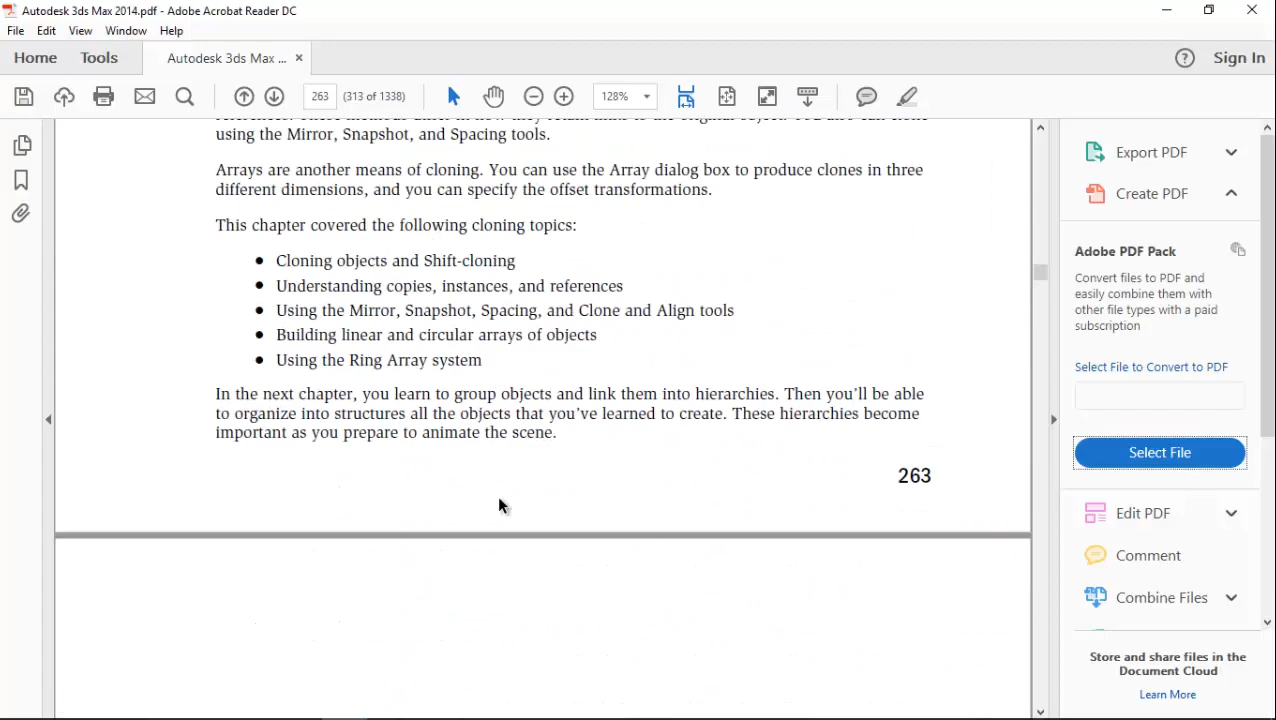 Autodesk 3ds Max 2014.pdf - Adobe Acrobat Reader DC
File Edit View Window Help
Home Tools Autodesk 3ds Max ... × ? Sign In
263 (313 of 1338) 128%
using the Mirror, Snapshot, and Spacing tools.
Arrays are another means of cloning. You can use the Array dialog box to produce clones in three
different dimensions, and you can specify the offset transformations.
This chapter covered the following cloning topics:
● Cloning objects and Shift-cloning
● Understanding copies, instances, and references
● Using the Mirror, Snapshot, Spacing, and Clone and Align tools
● Building linear and circular arrays of objects
● Using the Ring Array system
In the next chapter, you learn to group objects and link them into hierarchies. Then you'll be able
to organize into structures all the objects that you've learned to create. These hierarchies become
important as you prepare to animate the scene.
263
Export PDF
Create PDF
Adobe PDF Pack
Convert files to PDF and
easily combine them with
other file types with a paid
subscription
Select File to Convert to PDF
Select File
Edit PDF
Comment
Combine Files
Store and share files in the
Document Cloud
Learn More